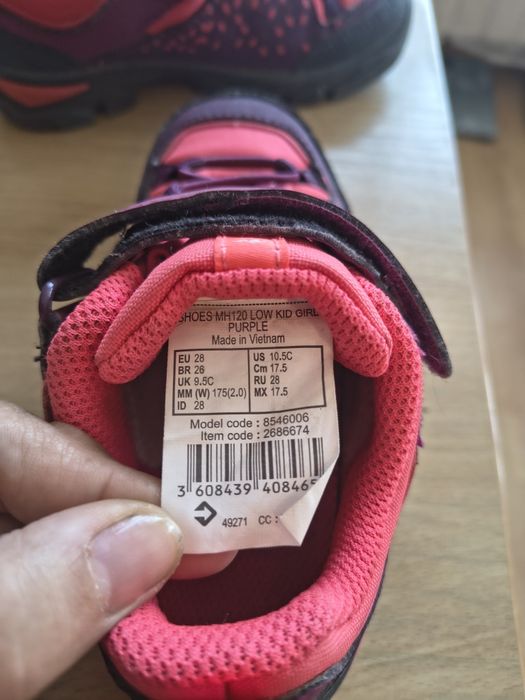 SHOES MH120 LOW KID GIRL
PURPLE
Made in Vietnam
EU 28 US 10.5C
BR 26 Cm 17.5
UK 9.5C RU 28
MM (W) 175(2.0) MX 17.5
ID 28
Model code : 8546006
Item code : 2686674
3 608439 408465
49271 CC :